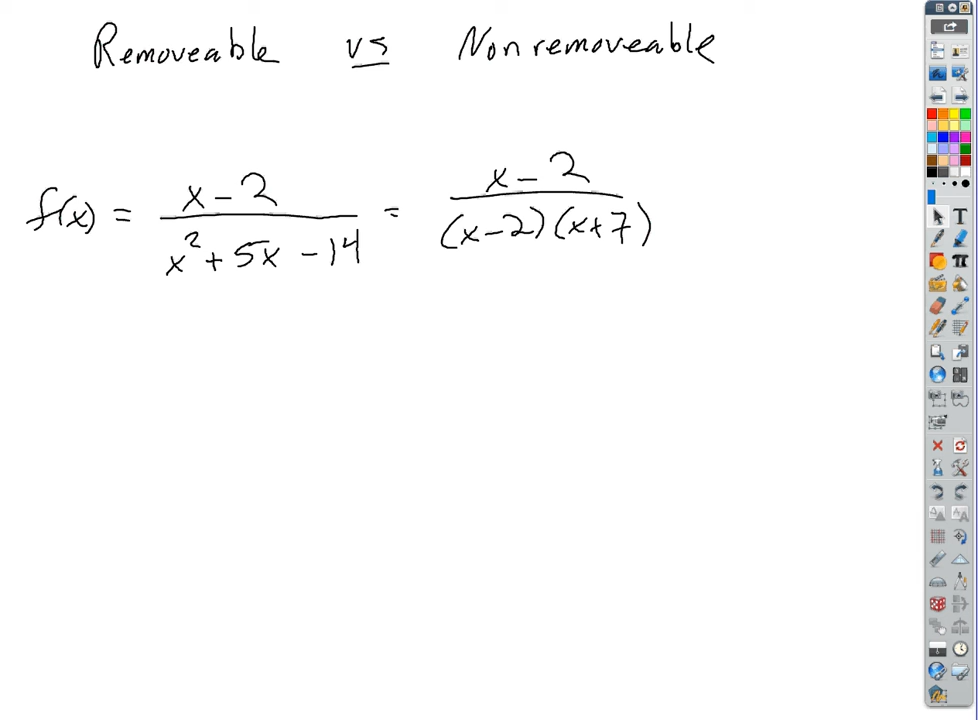 Removeable vs Nonremoveable
f(x) = (x-2)/(x²+5x-14) = (x-2)/((x-2)(x+7))